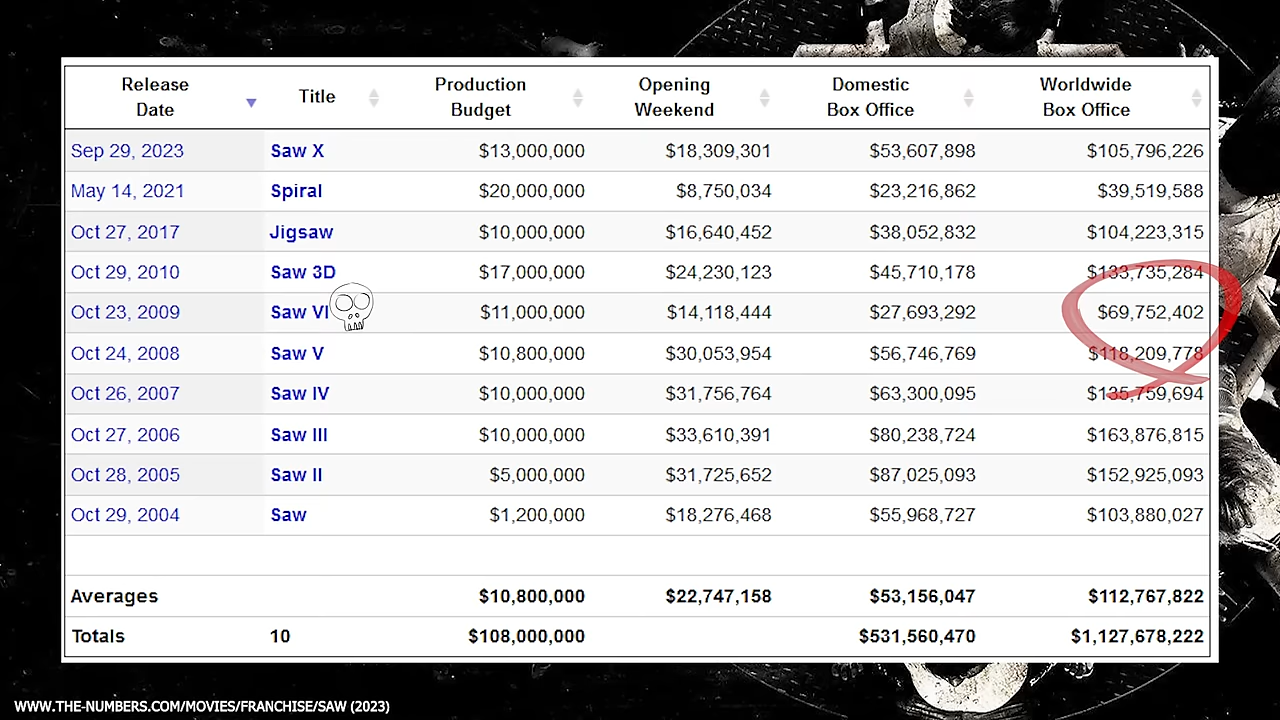 Release Date Title Production Budget Opening Weekend Domestic Box Office Worldwide Box Office
Sep 29, 2023 Saw X $13,000,000 $18,309,301 $53,607,898 $105,796,226
May 14, 2021 Spiral $20,000,000 $8,750,034 $23,216,862 $39,519,588
Oct 27, 2017 Jigsaw $10,000,000 $16,640,452 $38,052,832 $104,223,315
Oct 29, 2010 Saw 3D $17,000,000 $24,230,123 $45,710,178 $133,735,284
Oct 23, 2009 Saw VI $11,000,000 $14,118,444 $27,693,292 $69,752,402
Oct 24, 2008 Saw V $10,800,000 $30,053,954 $56,746,769 $118,209,778
Oct 26, 2007 Saw IV $10,000,000 $31,756,764 $63,300,095 $135,759,694
Oct 27, 2006 Saw III $10,000,000 $33,610,391 $80,238,724 $163,876,815
Oct 28, 2005 Saw II $5,000,000 $31,725,652 $87,025,093 $152,925,093
Oct 29, 2004 Saw $1,200,000 $18,276,468 $55,968,727 $103,880,027
Averages $10,800,000 $22,747,158 $53,156,047 $112,767,822
Totals 10 $108,000,000 $531,560,470 $1,127,678,222
WWW.THE-NUMBERS.COM/MOVIES/FRANCHISE/SAW (2023)